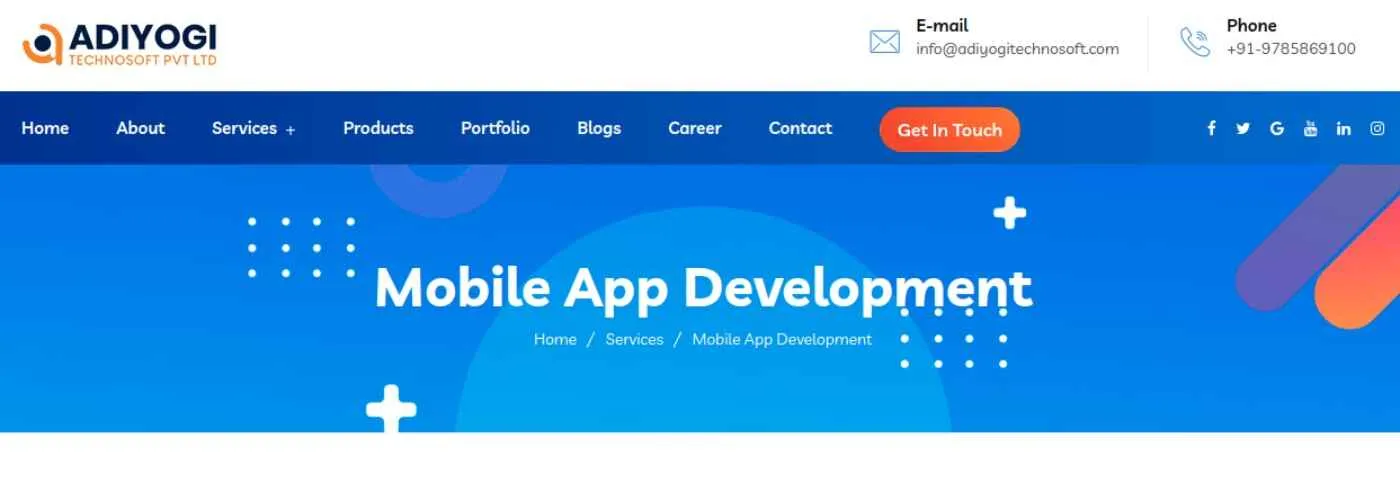 ADIYOGI
TECHNOSOFT PVT LTD
E-mail
info@adiyogitechnosoft.com
Phone
+91-9785869100
Home About Services + Products Portfolio Blogs Career Contact Get In Touch
Mobile App Development
Home / Services / Mobile App Development